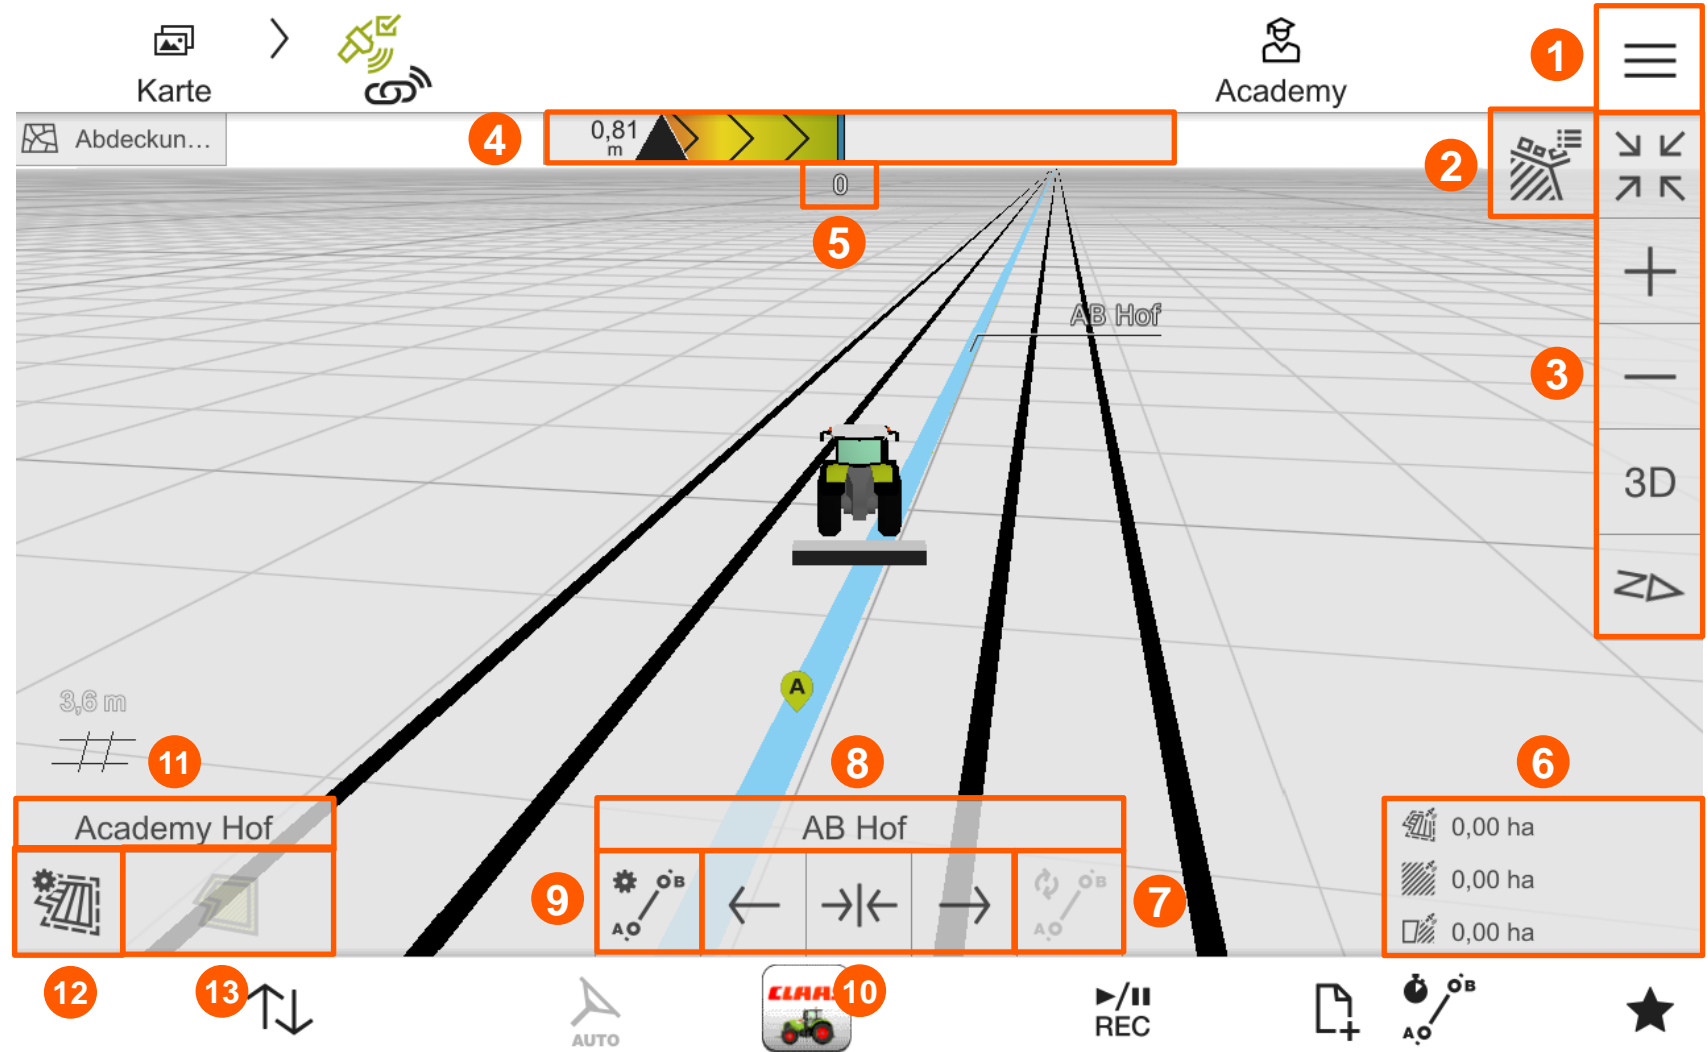 Karte
Academy
1
Abdeckun...
4
0,81
m
2
0
5
AB Hof
+
3
−
3D
A
3,6 m
11
8
6
Academy Hof
AB Hof
0,00 ha
0,00 ha
0,00 ha
9
A
B
A
B
7
12
13
AUTO
CLAAS
10
REC
A
B